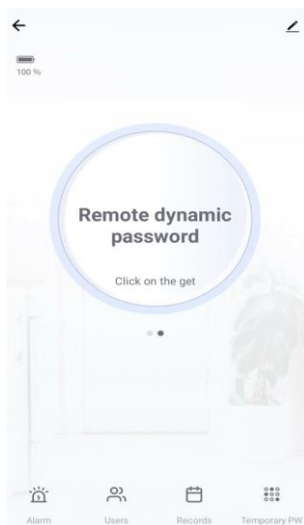 100 %
Remote dynamic
password
Click on the get
Alarm
Users
Records
Temporary PW